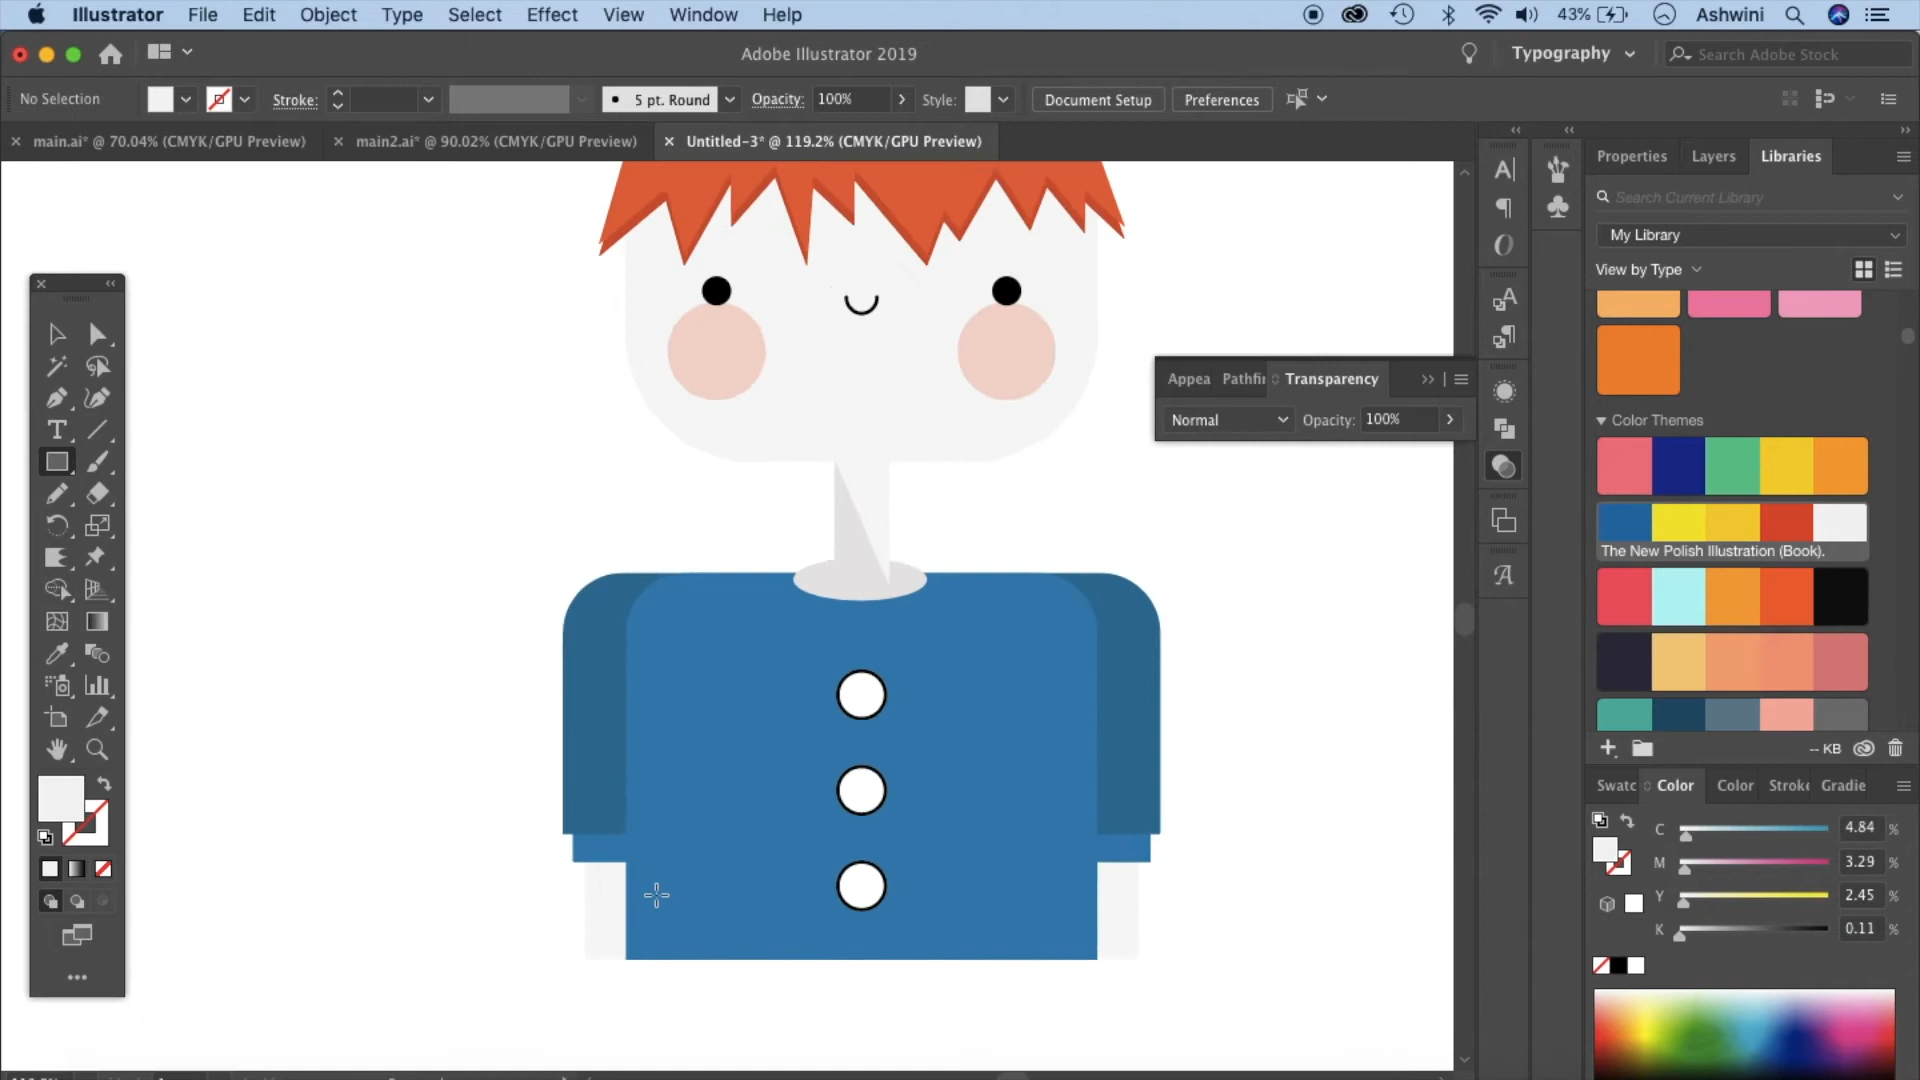 Illustrator File Edit Object Type Select Effect View Window Help 43% Ashwini
Adobe Illustrator 2019 Typography Search Adobe Stock
No Selection Stroke: 5 pt. Round Opacity: 100% Style: Document Setup Preferences
main.ai* @ 70.04% (CMYK/GPU Preview) main2.ai* @ 90.02% (CMYK/GPU Preview) Untitled-3* @ 119.2% (CMYK/GPU Preview)
Properties Layers Libraries
Search Current Library
My Library
View by Type
Appea Pathfi Transparency
Normal Opacity: 100%
Color Themes
The New Polish Illustration (Book).
-- KB
Swatc Color Color Stroke Gradie
C 4.84 %
M 3.29 %
Y 2.45 %
K 0.11 %